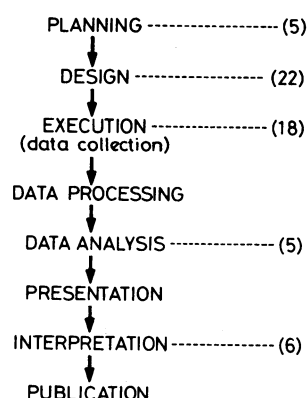 PLANNING ----------- (5)
DESIGN ------------- (22)
EXECUTION ---------- (18)
(data collection)
DATA PROCESSING
DATA ANALYSIS ----------- (5)
PRESENTATION
INTERPRETATION ---------- (6)
PUBLICATION